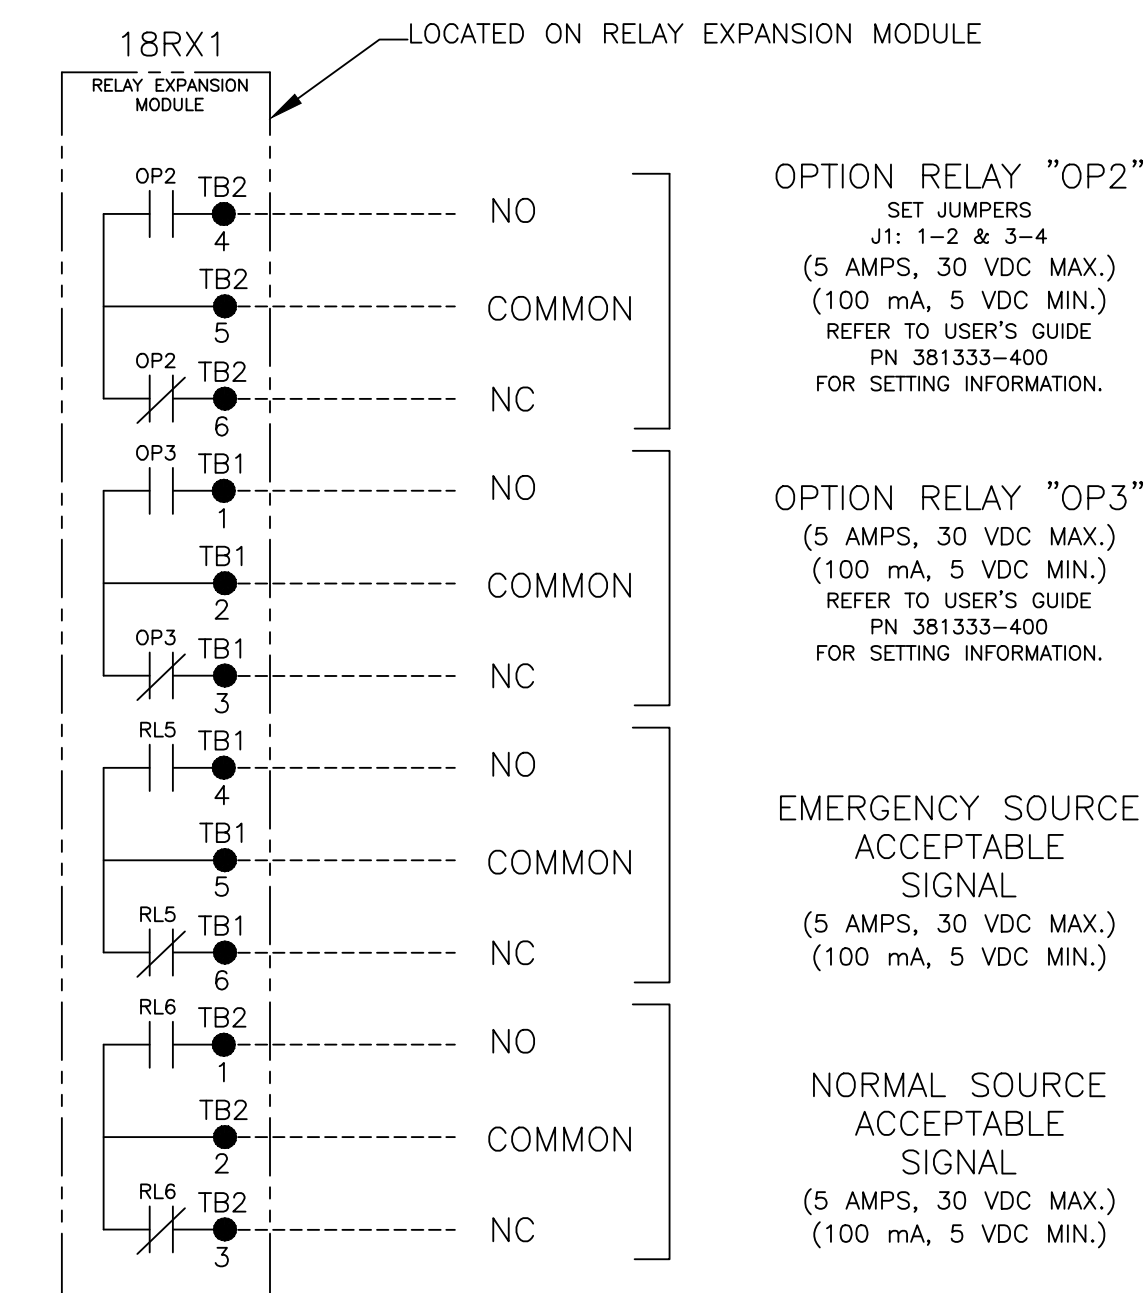 18RX1
LOCATED ON RELAY EXPANSION MODULE
RELAY EXPANSION
MODULE
OP2
TB2
4
NO
TB2
5
COMMON
OP2
TB2
6
NC
OPTION RELAY "OP2"
SET JUMPERS
J1: 1-2 & 3-4
(5 AMPS, 30 VDC MAX.)
(100 mA, 5 VDC MIN.)
REFER TO USER'S GUIDE
PN 381333-400
FOR SETTING INFORMATION.
OP3
TB1
1
NO
TB1
2
COMMON
OP3
TB1
3
NC
OPTION RELAY "OP3"
(5 AMPS, 30 VDC MAX.)
(100 mA, 5 VDC MIN.)
REFER TO USER'S GUIDE
PN 381333-400
FOR SETTING INFORMATION.
RL5
TB1
4
NO
TB1
5
COMMON
RL5
TB1
6
NC
EMERGENCY SOURCE
ACCEPTABLE
SIGNAL
(5 AMPS, 30 VDC MAX.)
(100 mA, 5 VDC MIN.)
RL6
TB2
1
NO
TB2
2
COMMON
RL6
TB2
3
NC
NORMAL SOURCE
ACCEPTABLE
SIGNAL
(5 AMPS, 30 VDC MAX.)
(100 mA, 5 VDC MIN.)